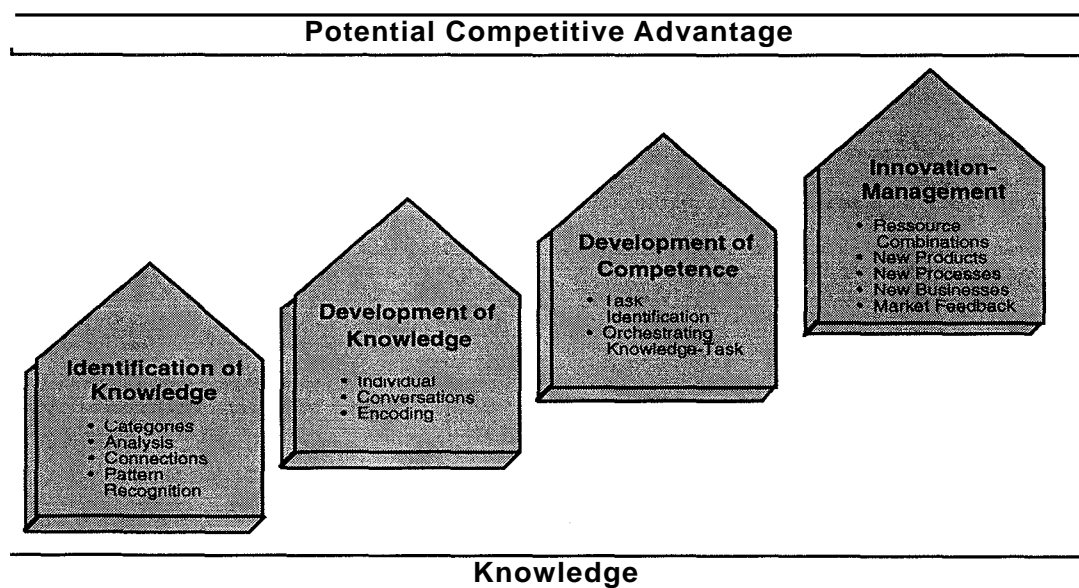 Potential Competitive Advantage
Identification of
Knowledge
• Categories
• Analysis
• Connections
• Pattern
Recognition
Development of
Knowledge
• Individual
• Conversations
• Encoding
Development of
Competence
• Task
Identification
• Orchestrating
Knowledge-Task
Innovation-
Management
• Ressource
Combinations
• New Products
• New Processes
• New Businesses
• Market Feedback
Knowledge